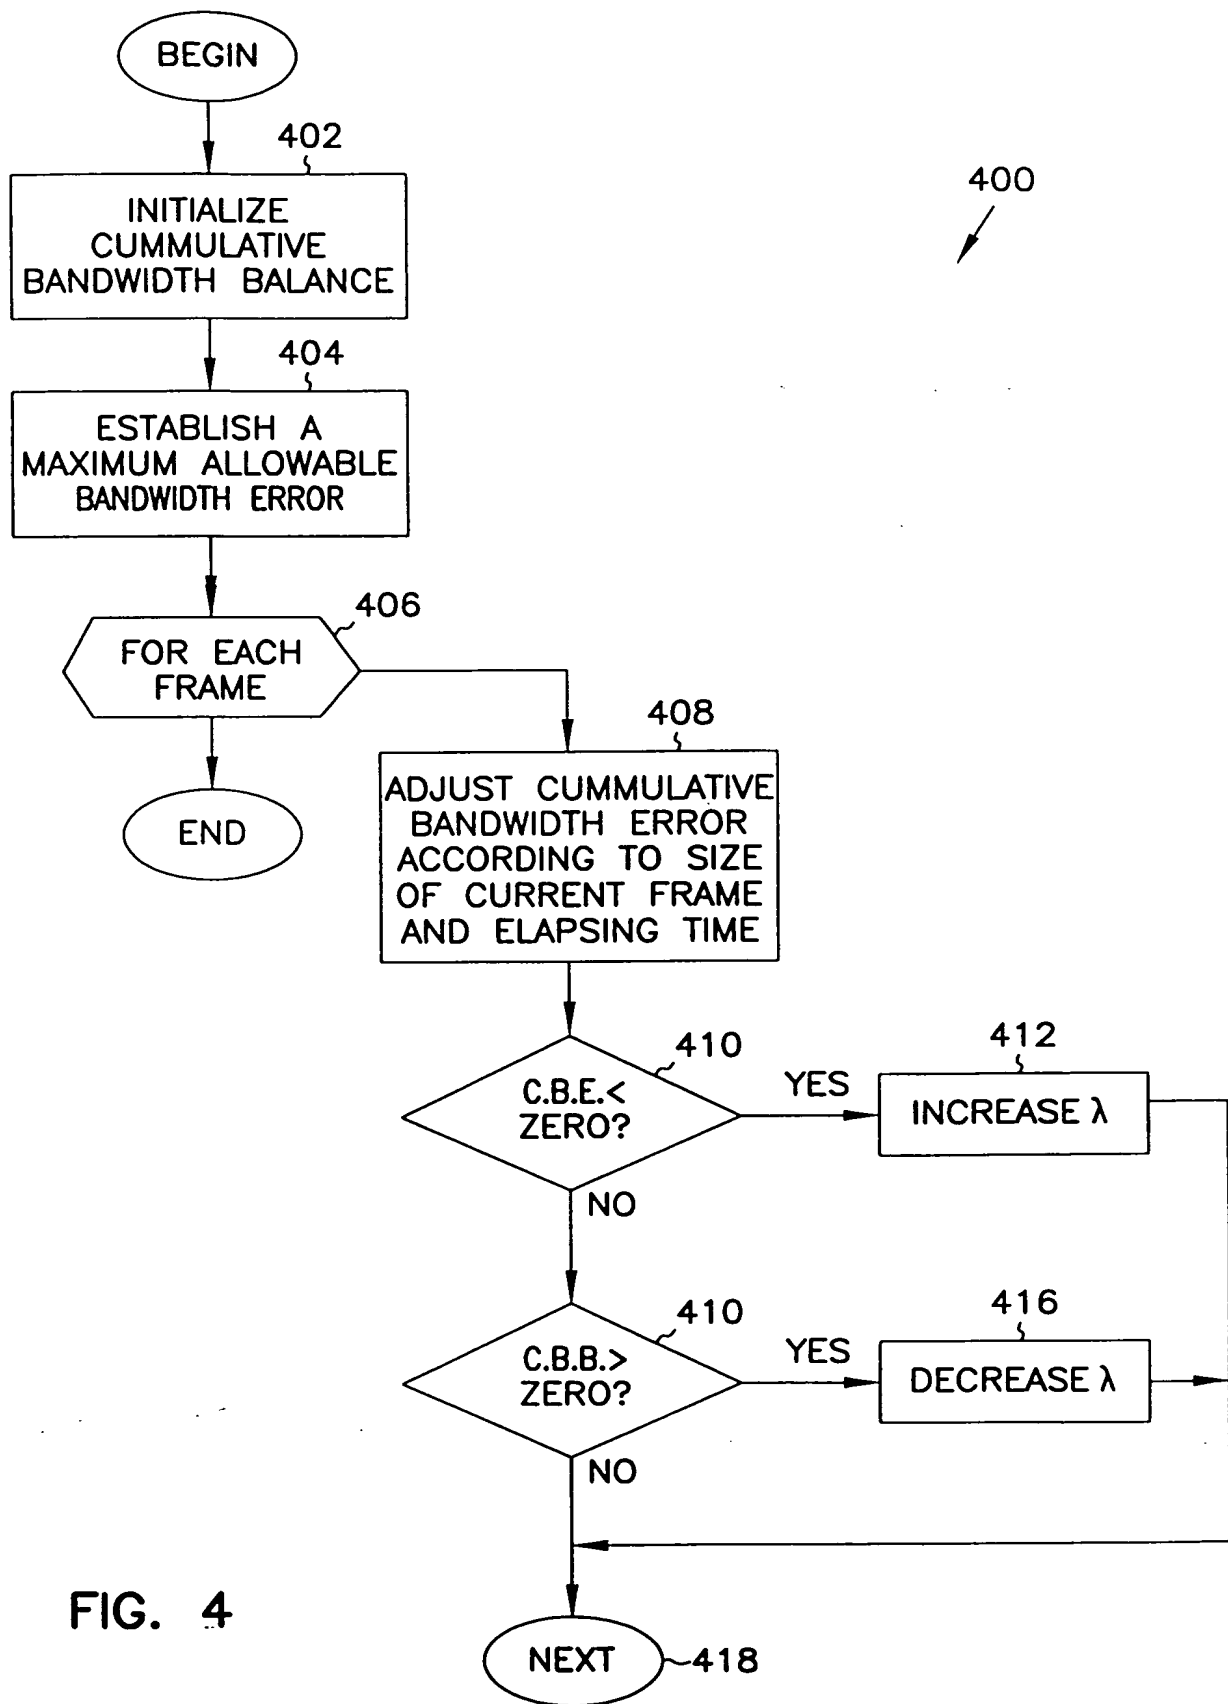 BEGIN
402
INITIALIZE
CUMMULATIVE
BANDWIDTH BALANCE
400
404
ESTABLISH A
MAXIMUM ALLOWABLE
BANDWIDTH ERROR
406
FOR EACH
FRAME
END
408
ADJUST CUMMULATIVE
BANDWIDTH ERROR
ACCORDING TO SIZE
OF CURRENT FRAME
AND ELAPSING TIME
410
C.B.E.<
ZERO?
YES
412
INCREASE λ
NO
410
C.B.B.>
ZERO?
YES
416
DECREASE λ
NO
NEXT
418
FIG. 4